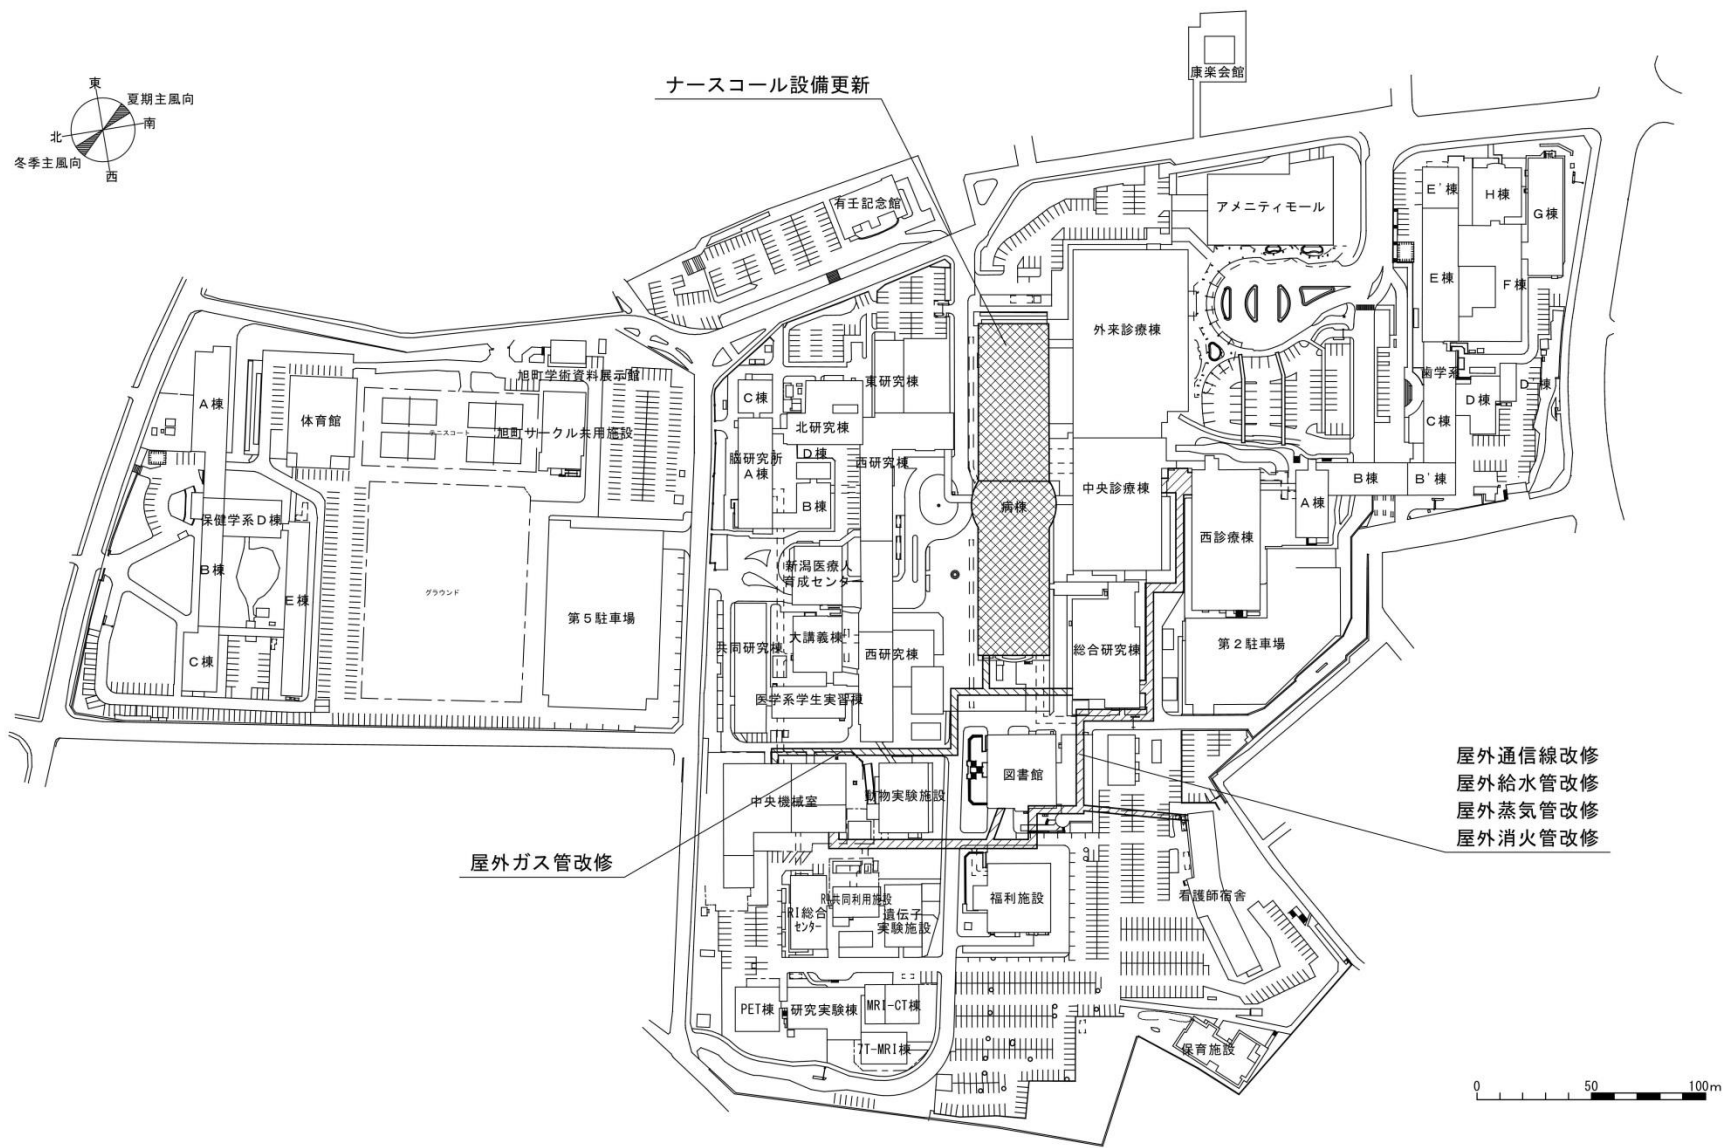 康楽会館
ナースコール設備更新
東
夏期主風向
南
北
冬季主風向
西
有壬記念館
アメニティモール
E'棟
H棟
G棟
E棟
F棟
外来診療棟
旭町学術資料展示館
東研究棟
歯学系
D'棟
A棟
体育館
テニスコート
旭町サークル共用施設
C棟
北研究棟
D棟
C棟
D棟
脳研究所
A棟
西研究棟
中央診療棟
B棟
B'棟
B棟
病棟
A棟
保健学系D棟
西診療棟
B棟
新潟医療人
育成センター
E棟
グラウンド
第5駐車場
大講義棟
共同研究棟
西研究棟
総合研究棟
第2駐車場
C棟
医学系学生実習棟
図書館
屋外通信線改修
屋外給水管改修
屋外蒸気管改修
屋外消火管改修
中央機械室
動物実験施設
屋外ガス管改修
RI共同利用施設
RI総合
センター
遺伝子
実験施設
福利施設
看護師宿舎
PET棟
研究実験棟
MRI-CT棟
7T-MRI棟
保育施設
0
50
100m